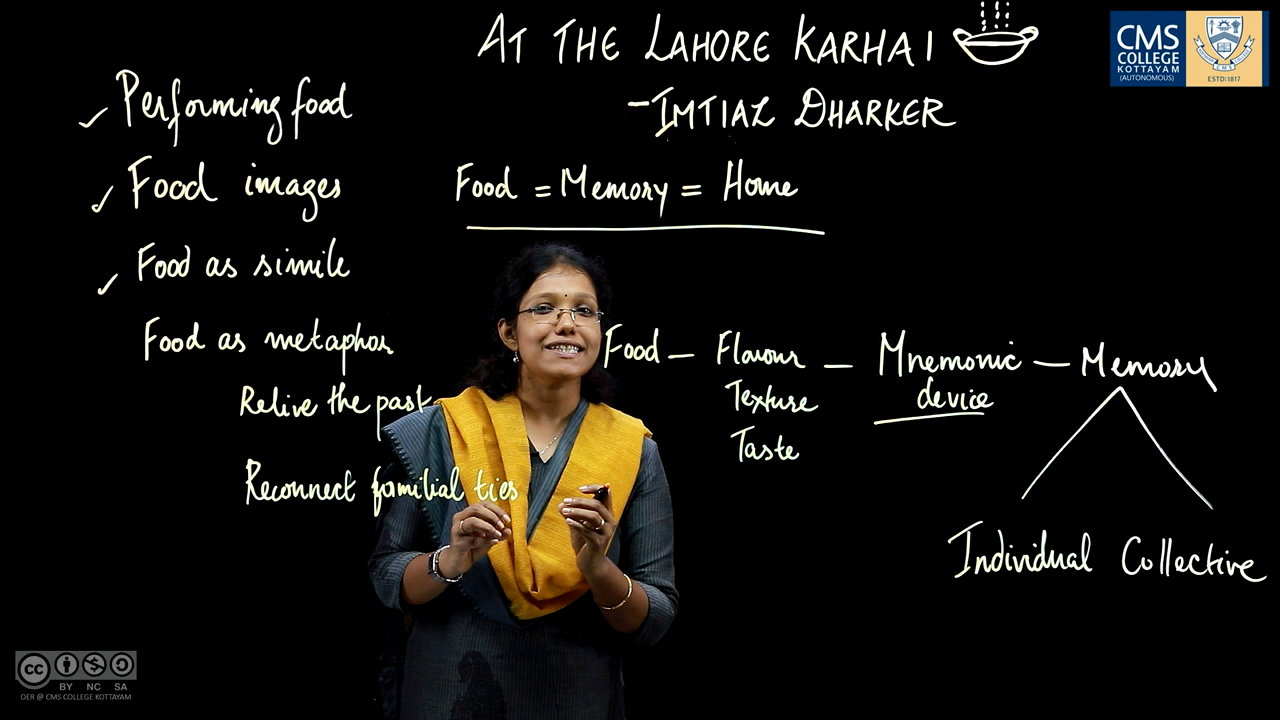 AT THE LAHORE KARHAI
- IMTIAZ DHARKER
CMS
COLLEGE
KOTTAYAM
(AUTONOMOUS)
ESTD:1817
Performing food
Food images
Food as simile
Food as metaphor
Relive the past
Reconnect familial ties
Food = Memory = Home
Food — Flavour — Mnemonic — Memory
Texture device
Taste
Individual Collective
cc
BY NC SA
OER @ CMS COLLEGE KOTTAYAM